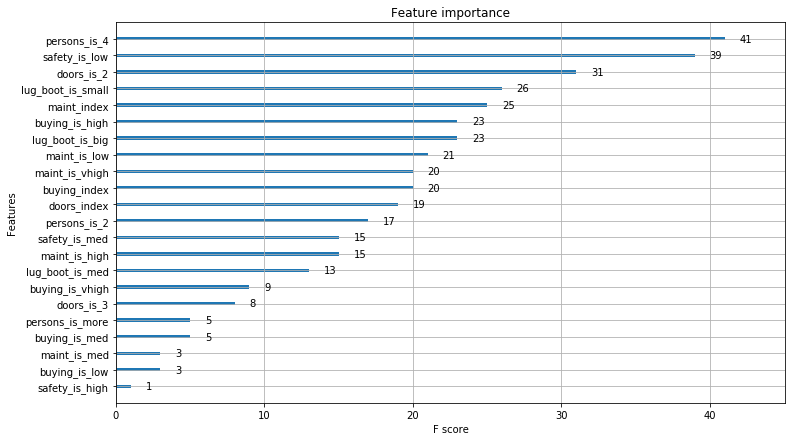 Feature importance
persons_is_4 41
safety_is_low 39
doors_is_2 31
lug_boot_is_small 26
maint_index 25
buying_is_high 23
lug_boot_is_big 23
maint_is_low 21
maint_is_vhigh 20
buying_index 20
doors_index 19
persons_is_2 17
safety_is_med 15
maint_is_high 15
lug_boot_is_med 13
buying_is_vhigh 9
doors_is_3 8
persons_is_more 5
buying_is_med 5
maint_is_med 3
buying_is_low 3
safety_is_high 1
Features
0 10 20 30 40
F score